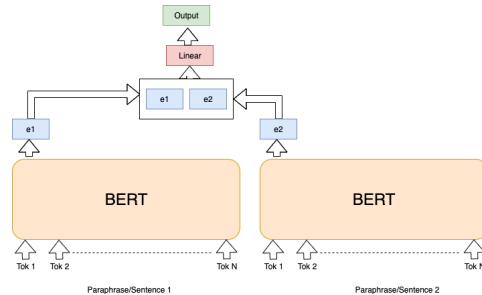 Output
Linear
e1 e2
e1 e2
BERT BERT
Tok 1 Tok 2 Tok N Tok 1 Tok 2
Paraphrase/Sentence 1 Paraphrase/Sentence 2